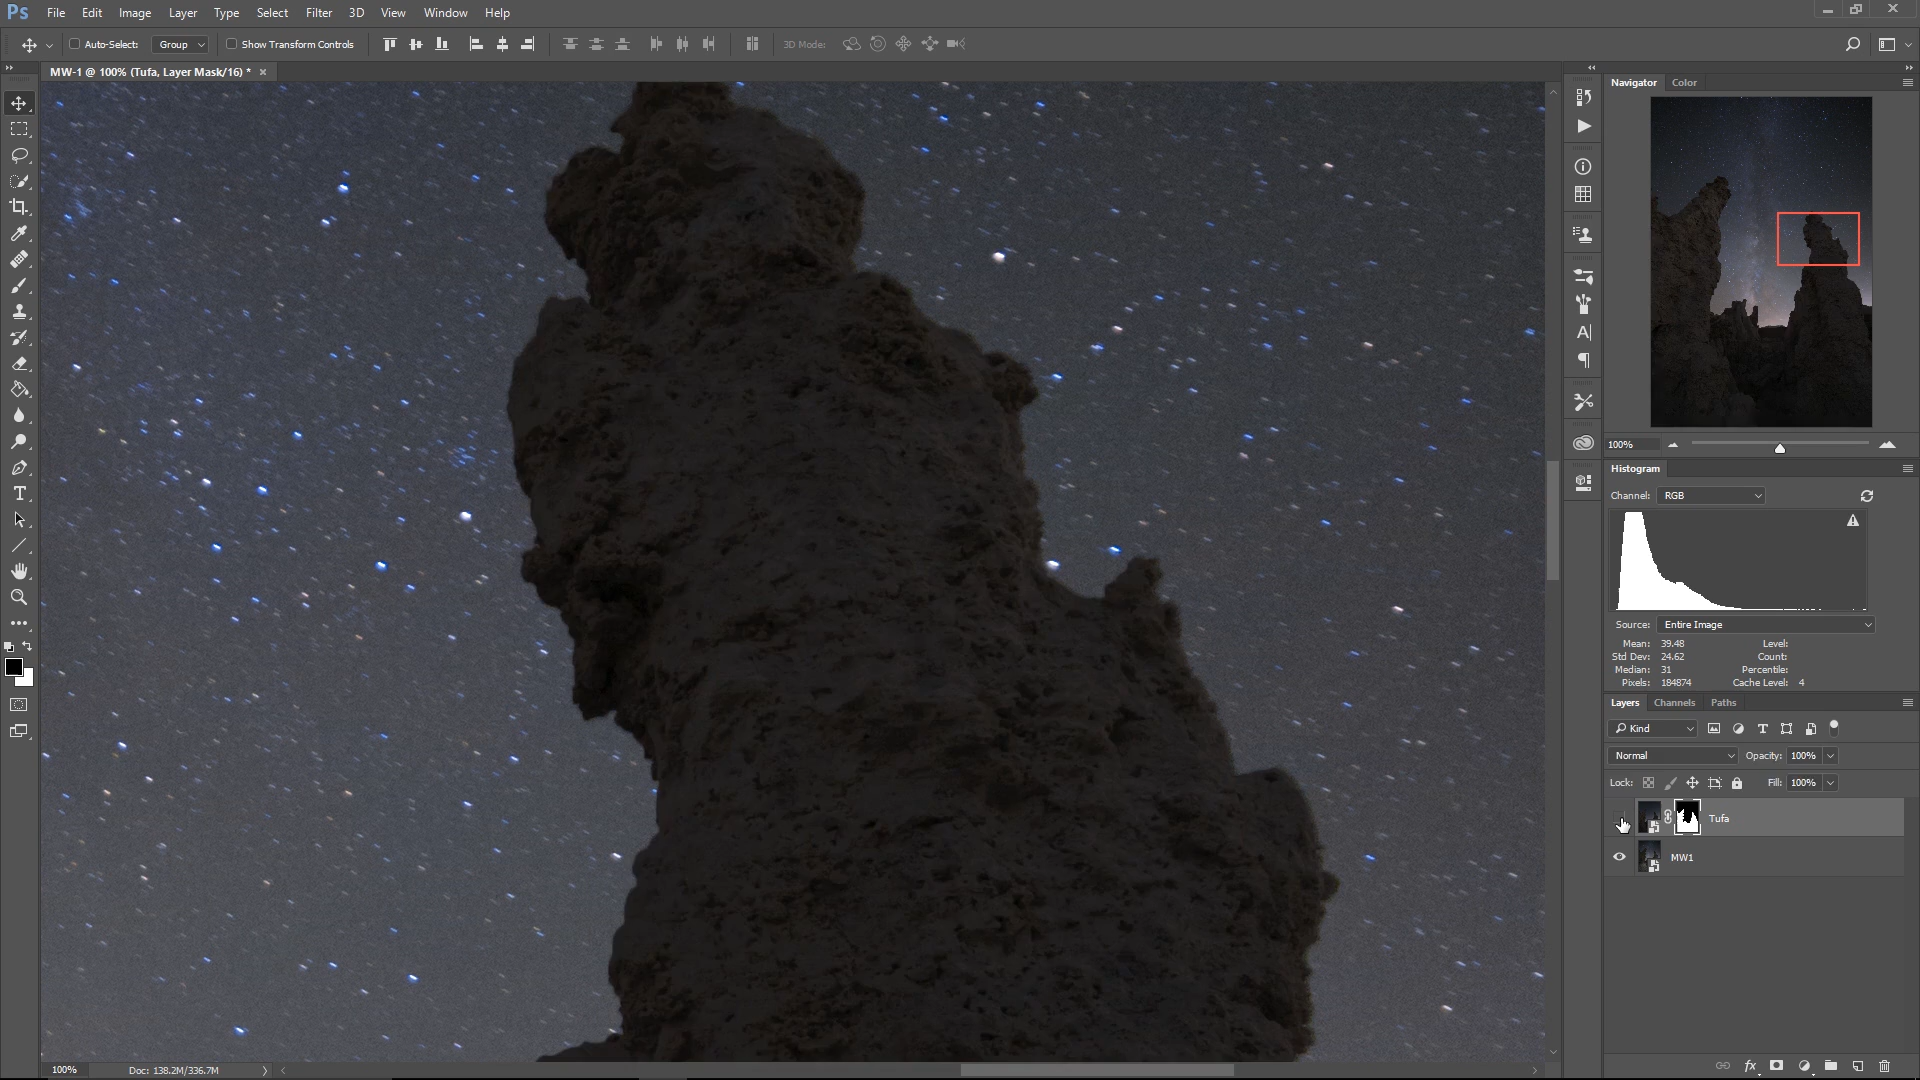 Ps File Edit Image Layer Type Select Filter 3D View Window Help
Auto-Select: Group Show Transform Controls 3D Mode:
MW-1 @ 100% (Tufa, Layer Mask/16) *
Navigator Color
100%
Histogram
Channel: RGB
Source: Entire Image
Mean: 39.48 Level:
Std Dev: 24.62 Count:
Median: 31 Percentile:
Pixels: 184874 Cache Level: 4
Layers Channels Paths
Kind
Normal Opacity: 100%
Lock: Fill: 100%
Tufa
MW1
fx
100% Doc: 138.2M/336.7M